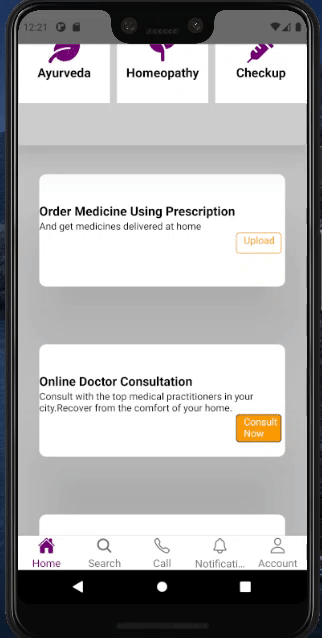 12:21
Ayurveda
Homeopathy
Checkup
Order Medicine Using Prescription
And get medicines delivered at home
Upload
Online Doctor Consultation
Consult with the top medical practitioners in your
city.Recover from the comfort of your home.
Consult
Now
Home
Search
Call
Notificati...
Account